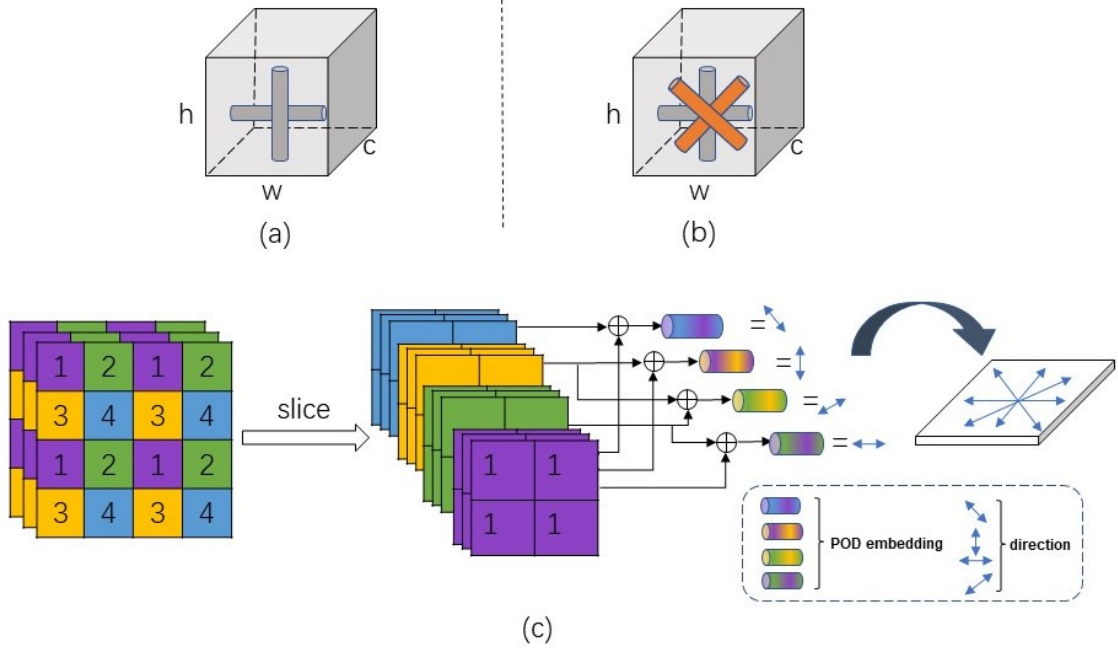 h
c
w
(a)
h
c
w
(b)
1 2 1 2
3 4 3 4
1 2 1 2
3 4 3 4
slice
1 1
1 1
=
=
=
=
POD embedding
direction
(c)